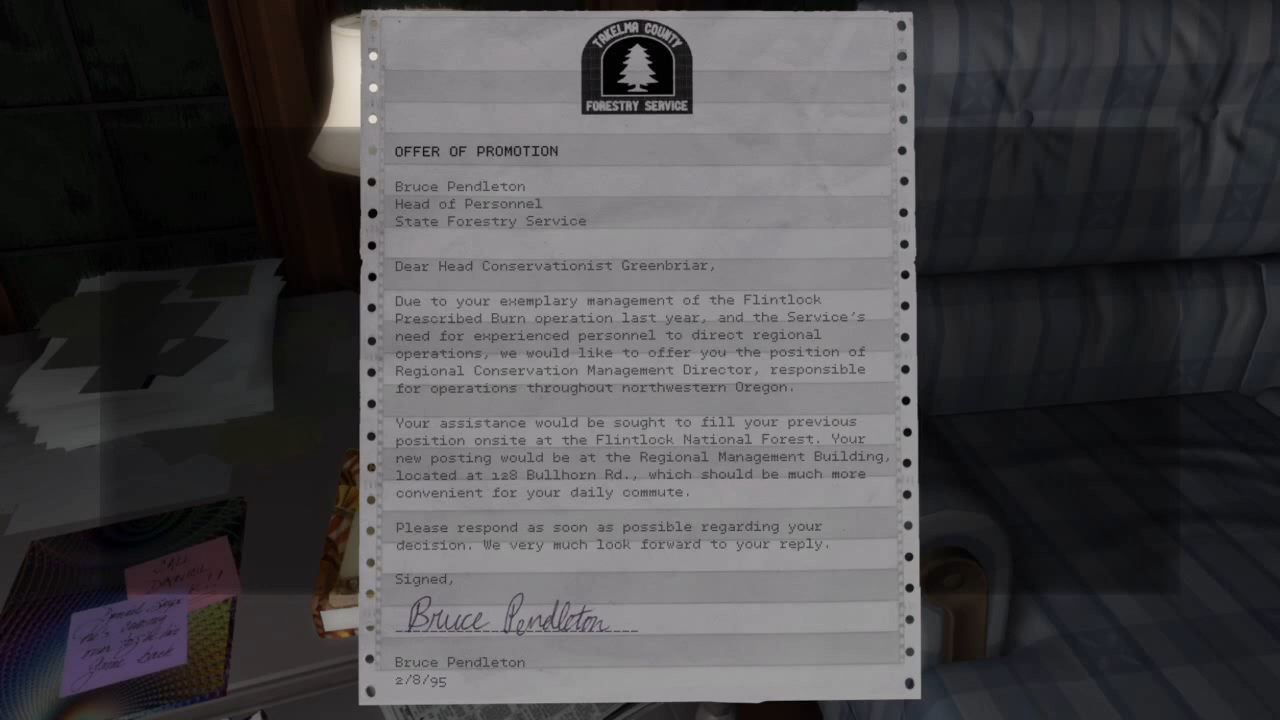 TAKELMA COUNTY
FORESTRY SERVICE
OFFER OF PROMOTION
Bruce Pendleton
Head of Personnel
State Forestry Service
Dear Head Conservationist Greenbriar,
Due to your exemplary management of the Flintlock
Prescribed Burn operation last year, and the Service's
need for experienced personnel to direct regional
operations, we would like to offer you the position of
Regional Conservation Management Director, responsible
for operations throughout northwestern Oregon.
Your assistance would be sought to fill your previous
position onsite at the Flintlock National Forest. Your
new posting would be at the Regional Management Building,
located at 128 Bullhorn Rd., which should be much more
convenient for your daily commute.
Please respond as soon as possible regarding your
decision. We very much look forward to your reply.
Signed,
Bruce Pendleton
Bruce Pendleton
2/8/95
CALL
DANIEL
game back